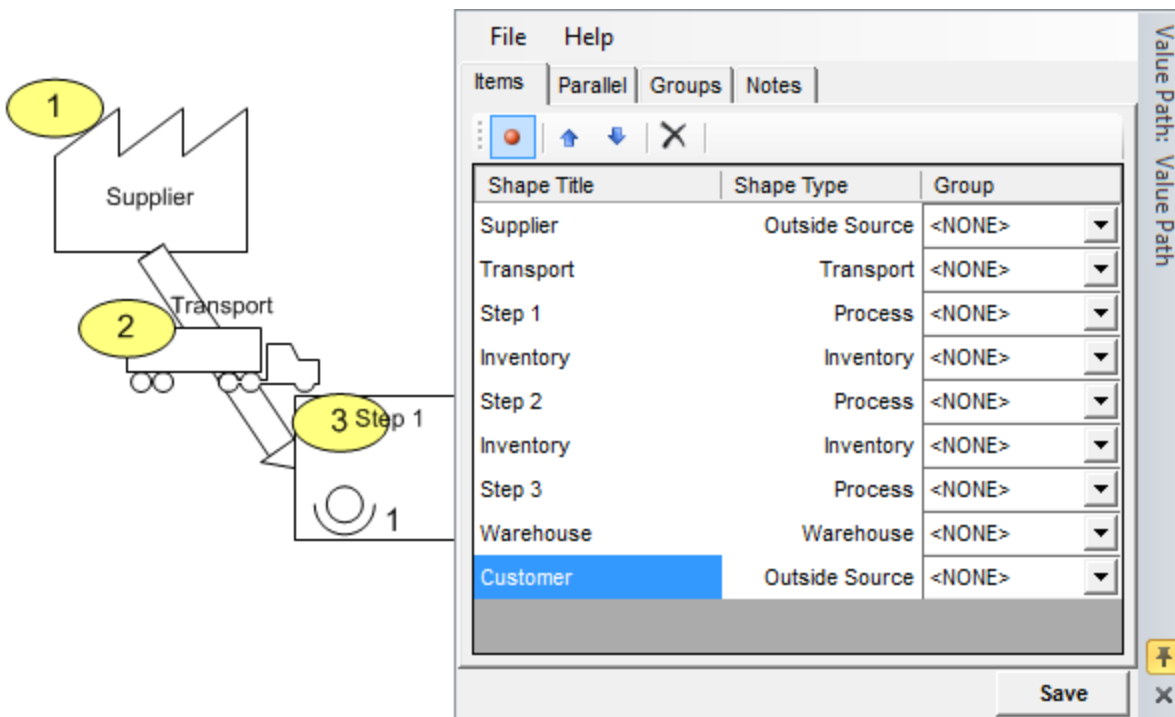 1
Supplier
Transport
2
3 Step 1
1
File Help
Items Parallel Groups Notes
Shape Title Shape Type Group
Supplier Outside Source <NONE>
Transport Transport <NONE>
Step 1 Process <NONE>
Inventory Inventory <NONE>
Step 2 Process <NONE>
Inventory Inventory <NONE>
Step 3 Process <NONE>
Warehouse Warehouse <NONE>
Customer Outside Source <NONE>
Save
Value Path: Value Path